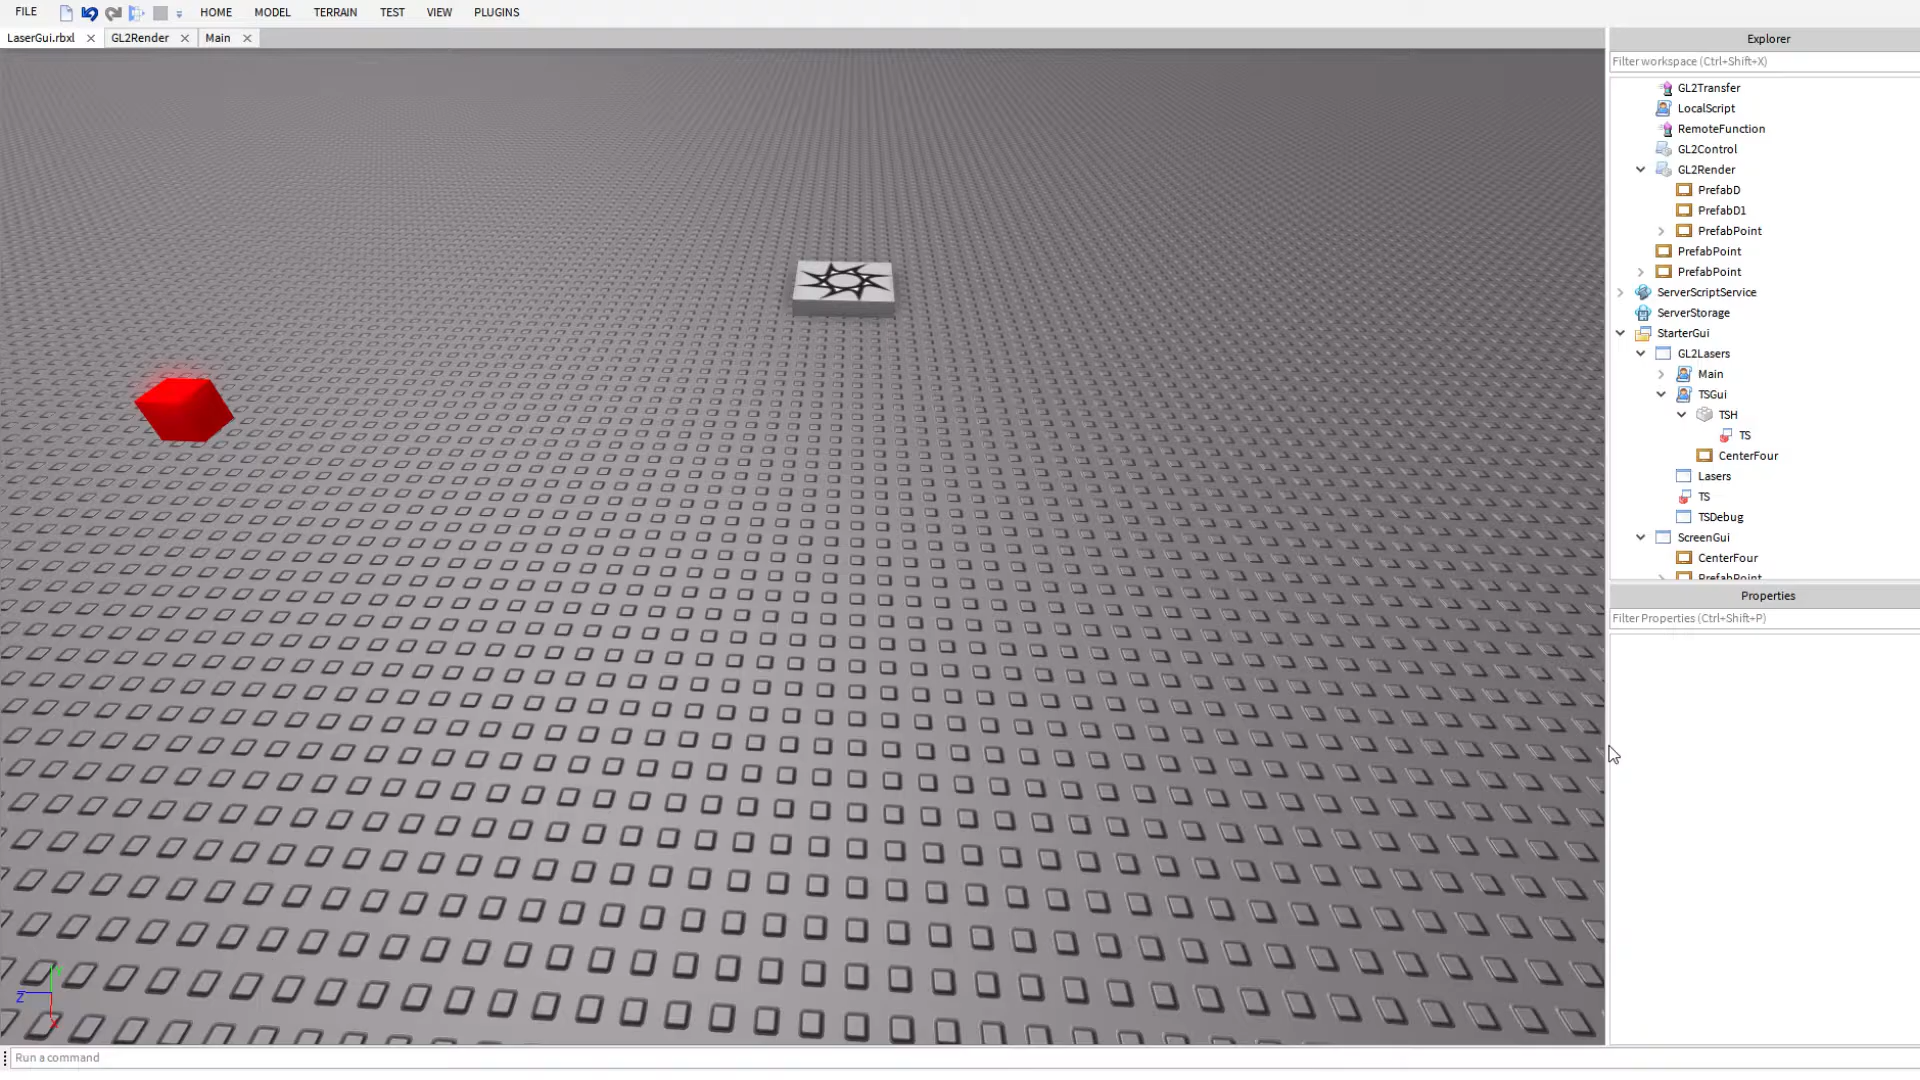 FILE HOME MODEL TERRAIN TEST VIEW PLUGINS
LaserGui.rbxl GL2Render Main
Explorer
Filter workspace (Ctrl+Shift+X)
GL2Transfer
LocalScript
RemoteFunction
GL2Control
GL2Render
PrefabD
PrefabD1
PrefabPoint
PrefabPoint
PrefabPoint
ServerScriptService
ServerStorage
StarterGui
GL2Lasers
Main
TSGui
TSH
TS
CenterFour
Lasers
TS
TSDebug
ScreenGui
CenterFour
PrefabPoint
Properties
Filter Properties (Ctrl+Shift+P)
Y
Z
X
Run a command